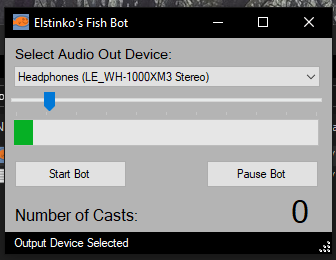 Elstinko's Fish Bot
Select Audio Out Device:
Headphones (LE_WH-1000XM3 Stereo)
Start Bot
Pause Bot
Number of Casts:
0
Output Device Selected